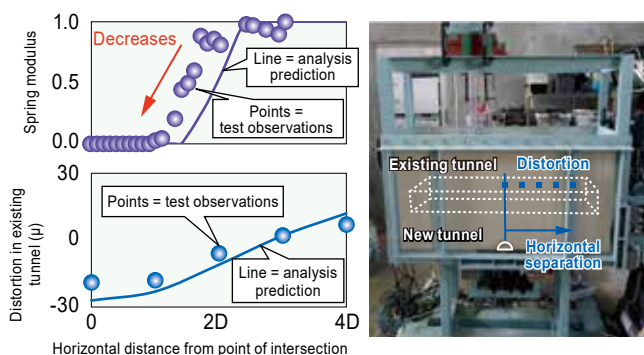 1.0
0.5
0.0
Spring modulus
Decreases
Line = analysis
prediction
Points =
test observations
30
0
-30
Distortion in existing
tunnel (μ)
Points = test observations
Line = analysis
prediction
0
2D
4D
Horizontal distance from point of intersection
Existing tunnel
Distortion
New tunnel
Horizontal
separation